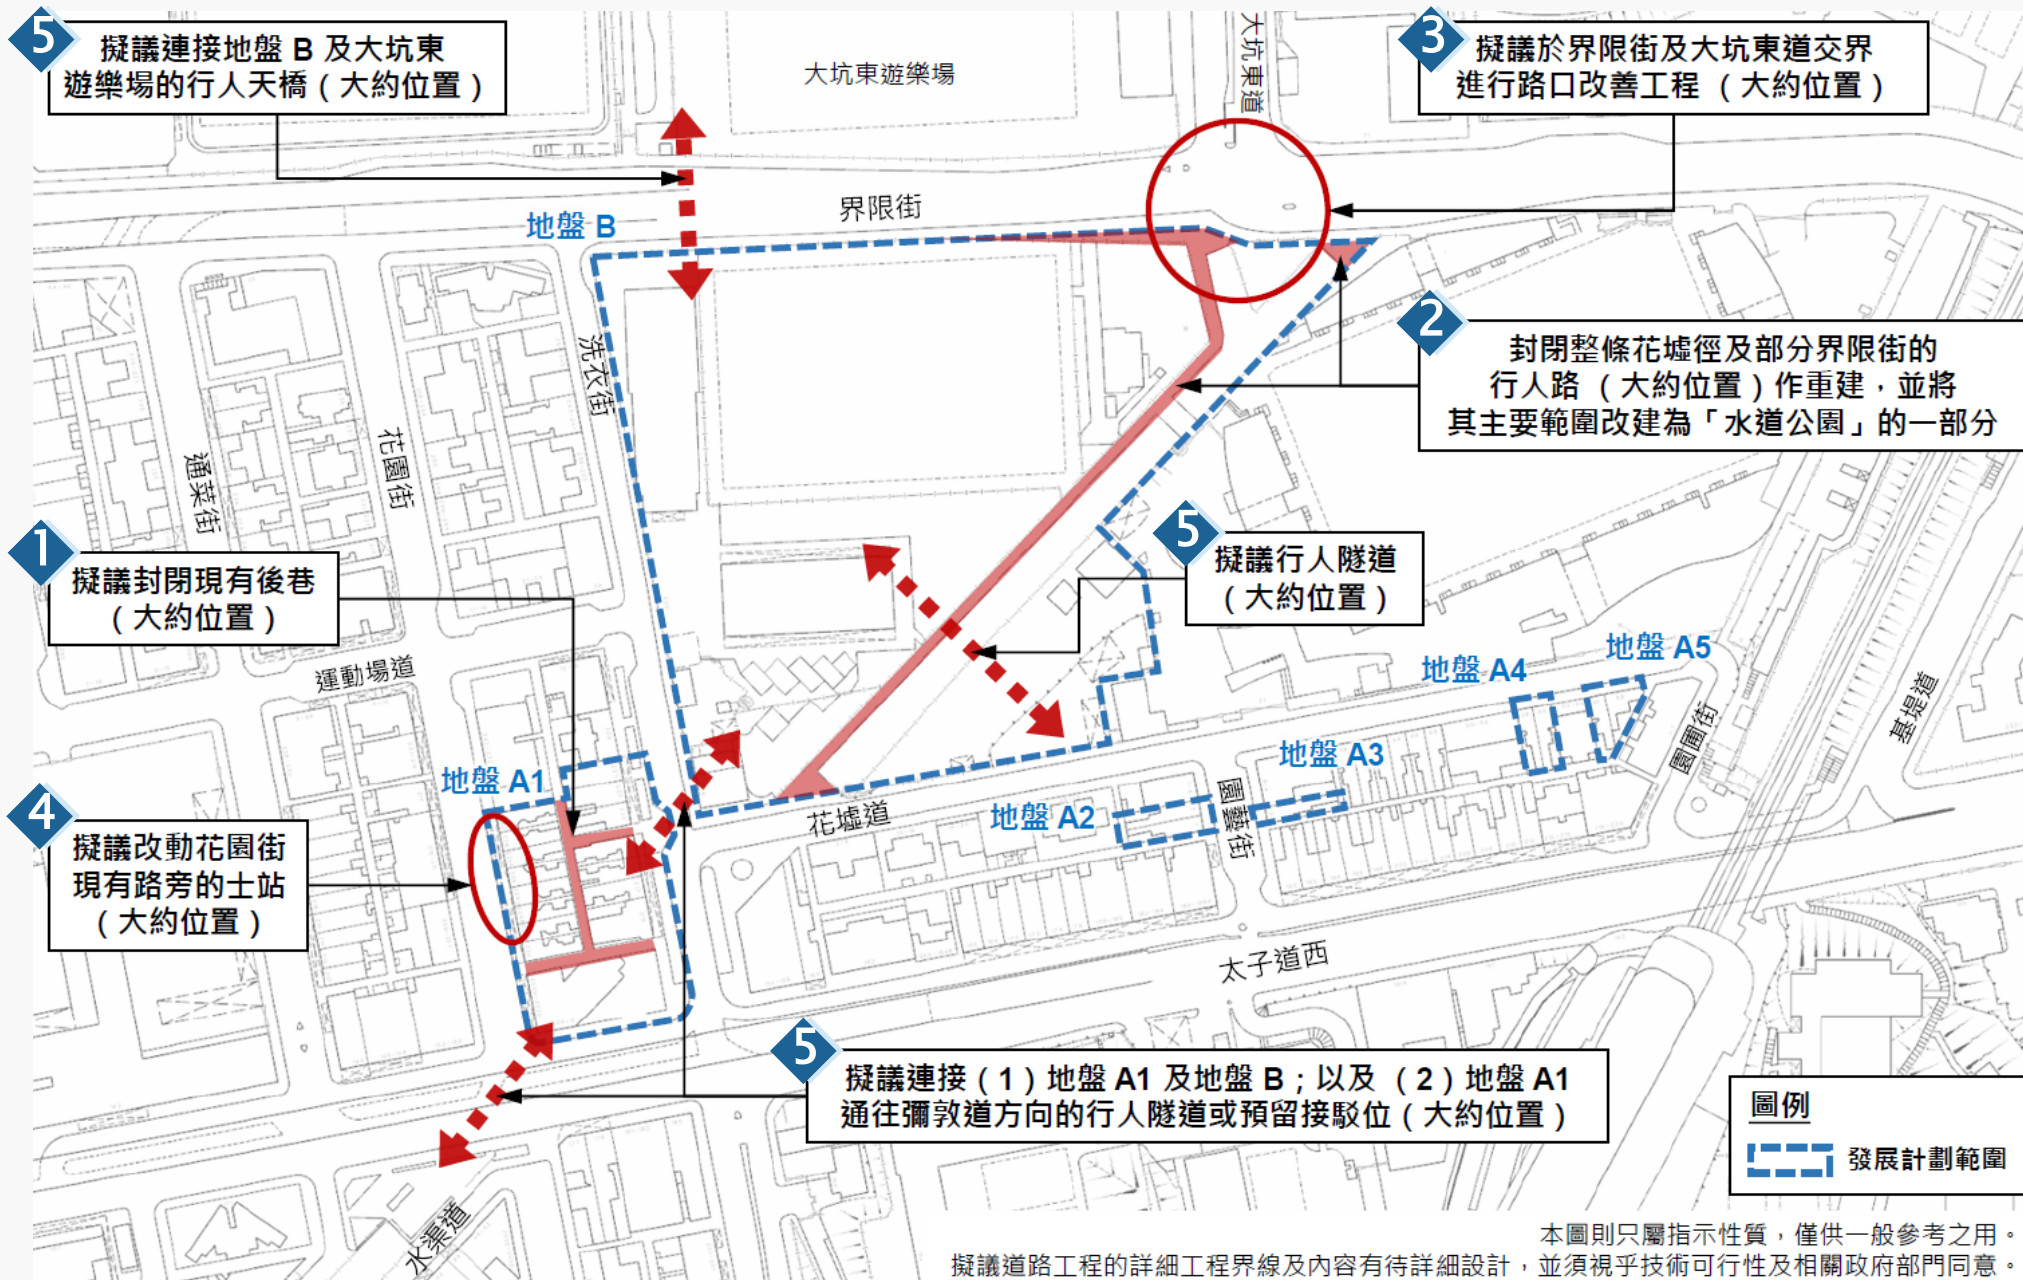 5
擬議連接地盤 B 及大坑東
遊樂場的行人天橋（大約位置）
大坑東遊樂場
大坑東道
3
擬議於界限街及大坑東道交界
進行路口改善工程 （大約位置）
界限街
地盤 B
2
封閉整條花墟徑及部分界限街的
行人路 （大約位置）作重建，並將
其主要範圍改建為「水道公園」的一部分
洗衣街
花園街
通菜街
5
擬議行人隧道
（大約位置）
1
擬議封閉現有後巷
（大約位置）
運動場道
地盤 A5
地盤 A4
基堤道
園圃街
地盤 A3
地盤 A1
地盤 A2
園藝街
花墟道
4
擬議改動花園街
現有路旁的士站
（大約位置）
太子道西
5
擬議連接（1）地盤 A1 及地盤 B；以及 （2）地盤 A1
通往彌敦道方向的行人隧道或預留接駁位（大約位置）
圖例
發展計劃範圍
水渠道
本圖則只屬指示性質，僅供一般參考之用。
擬議道路工程的詳細工程界線及內容有待詳細設計，並須視乎技術可行性及相關政府部門同意。